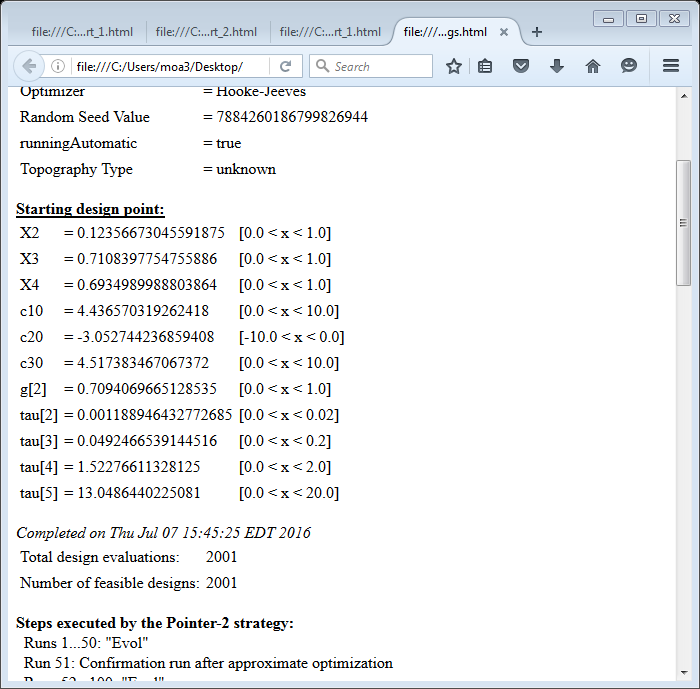 file:///C:...rt_1.html file:///C:...rt_2.html file:///C:...rt_1.html file:///...gs.html
file:///C:/Users/moa3/Desktop/ Search
Optimizer = Hooke-Jeeves
Random Seed Value = 7884260186799826944
runningAutomatic = true
Topography Type = unknown
Starting design point:
X2 = 0.12356673045591875 [0.0 < x < 1.0]
X3 = 0.7108397754755886 [0.0 < x < 1.0]
X4 = 0.6934989988803864 [0.0 < x < 1.0]
c10 = 4.436570319262418 [0.0 < x < 10.0]
c20 = -3.052744236859408 [-10.0 < x < 0.0]
c30 = 4.517383467067372 [0.0 < x < 10.0]
g[2] = 0.7094069665128535 [0.0 < x < 1.0]
tau[2] = 0.001188946432772685 [0.0 < x < 0.02]
tau[3] = 0.0492466539144516 [0.0 < x < 0.2]
tau[4] = 1.52276611328125 [0.0 < x < 2.0]
tau[5] = 13.0486440225081 [0.0 < x < 20.0]
Completed on Thu Jul 07 15:45:25 EDT 2016
Total design evaluations: 2001
Number of feasible designs: 2001
Steps executed by the Pointer-2 strategy:
Runs 1...50: "Evol"
Run 51: Confirmation run after approximate optimization
Runs 52...100: "Evol"